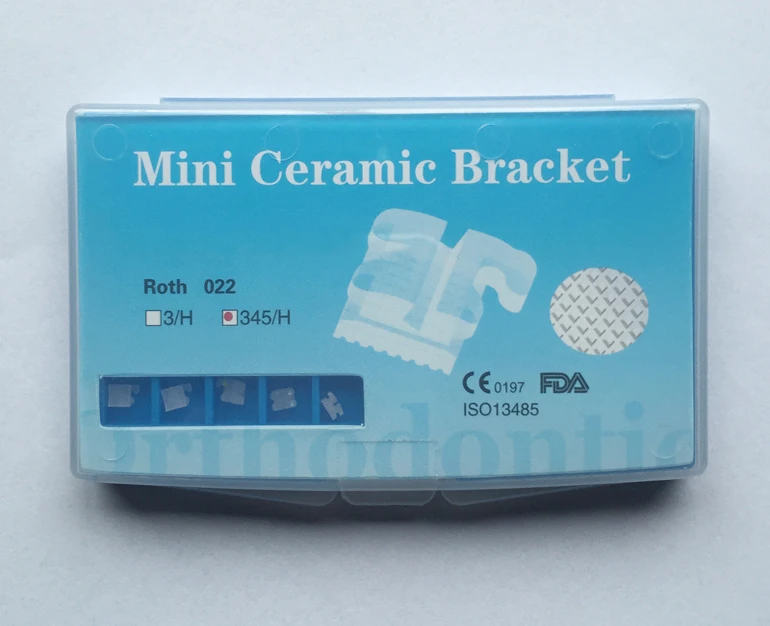 Mini Ceramic Bracket
Roth 022
3/H 345/H
CE 0197 FDA
ISO13485
Orthodontic